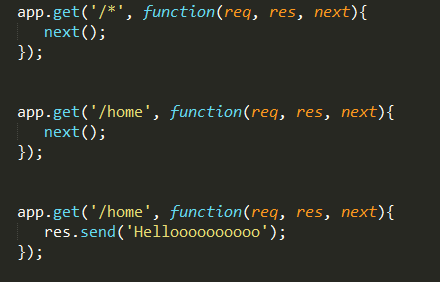 app.get('/*', function(req, res, next){
   next();
});
app.get('/home', function(req, res, next){
   next();
});
app.get('/home', function(req, res, next){
   res.send('Helloooooooooo');
});